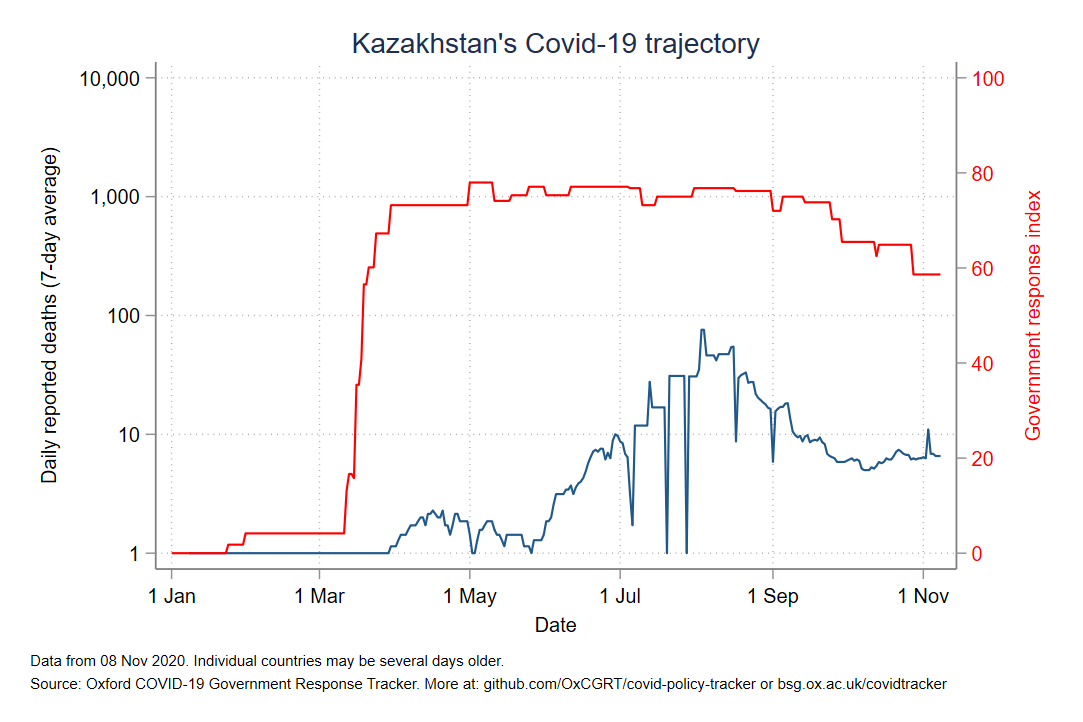 Kazakhstan's Covid-19 trajectory
10,000
1,000
100
10
1
Daily reported deaths (7-day average)
100
80
60
40
20
0
Government response index
1 Jan
1 Mar
1 May
1 Jul
1 Sep
1 Nov
Date
Data from 08 Nov 2020. Individual countries may be several days older.
Source: Oxford COVID-19 Government Response Tracker. More at: github.com/OxCGRT/covid-policy-tracker or bsg.ox.ac.uk/covidtracker